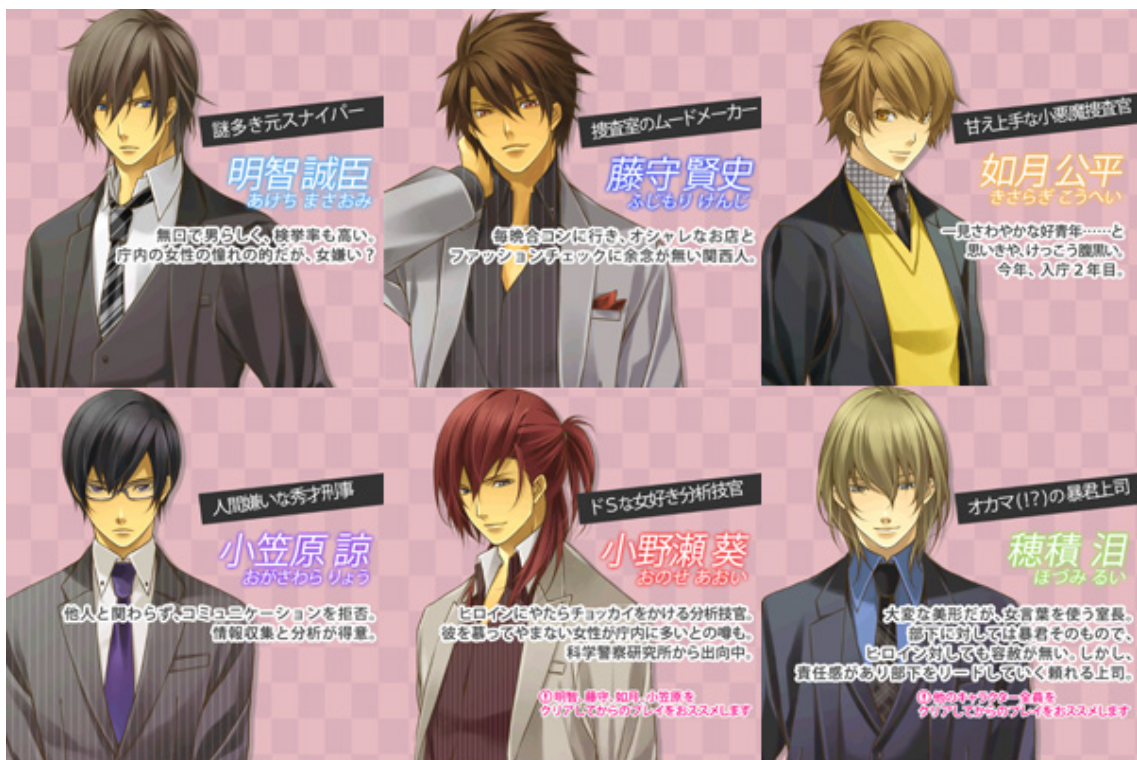 謎多き元スナイパー
明智 誠臣
あけち まさおみ
無口で男らしく、検挙率も高い。
庁内の女性の憧れの的だが、女嫌い？
捜査室のムードメーカー
藤守 賢史
ふじもり けんじ
毎晩合コンに行き、オシャレなお店と
ファッションチェックに余念が無い関西人。
甘え上手な小悪魔捜査官
如月 公平
きさらぎ こうへい
一見さわやかな好青年……と
思いきや、けっこう腹黒い。
今年、入庁２年目。
人間嫌いな秀才刑事
小笠原 諒
おがさわら りょう
他人と関わらず、コミュニケーションを拒否。
情報収集と分析が得意。
ドＳな女好き分析技官
小野瀬 葵
おのせ あおい
ヒロインにやたらチョッカイをかける分析技官。
彼を慕ってやまない女性が庁内に多いとの噂も。
科学警察研究所から出向中。
①明智、藤守、如月、小笠原を
クリアしてからのプレイをおススメします
オカマ(!?)の暴君上司
穂積 泪
ほづみ るい
大変な美形だが、女言葉を使う室長。
部下に対しては暴君そのもので、
ヒロイン対しても容赦が無い。しかし、
責任感があり部下をリードしていく頼れる上司。
①他のキャラクター全員を
クリアしてからのプレイをおススメします